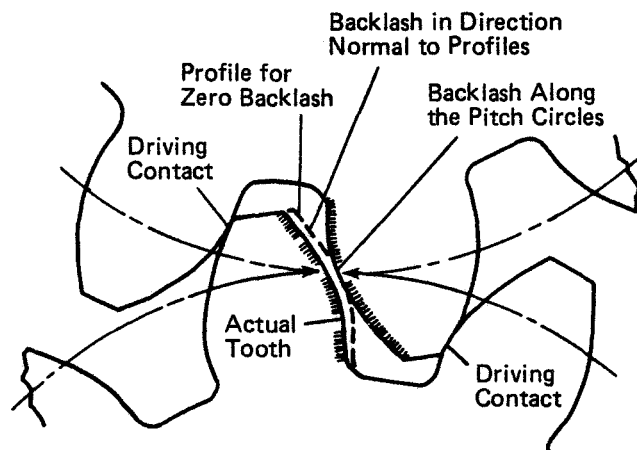 Backlash in Direction
Normal to Profiles
Profile for
Zero Backlash
Backlash Along
the Pitch Circles
Driving
Contact
Actual
Tooth
Driving
Contact